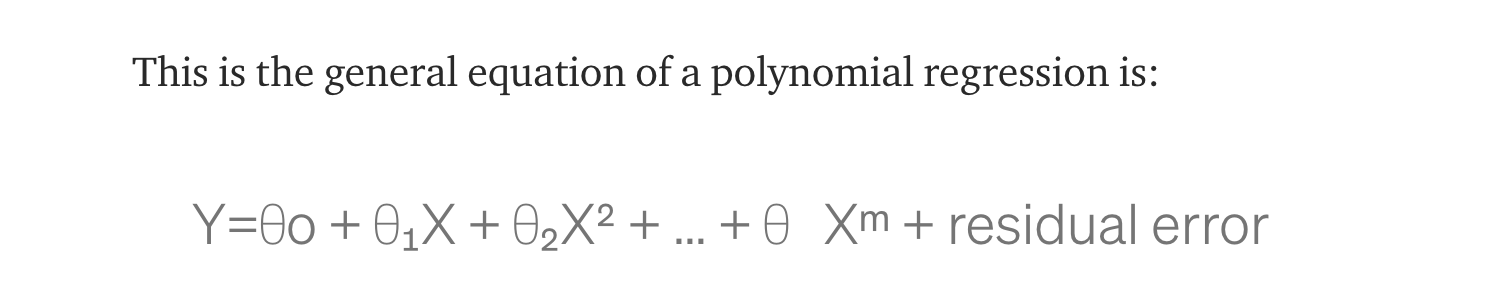 This is the general equation of a polynomial regression is:
Y=θo + θ₁X + θ₂X² + … + θ Xᵐ + residual error